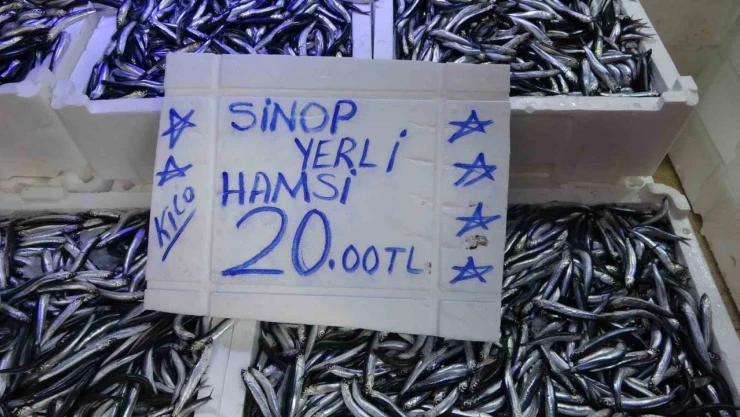 SİNOP
YERLİ
HAMSİ
KİLO
20.00TL